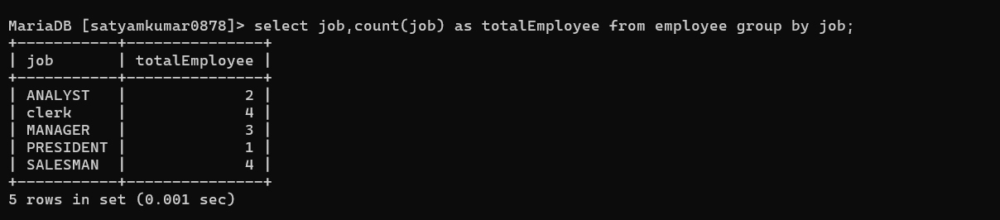 MariaDB [satyamkumar0878]> select job,count(job) as totalEmployee from employee group by job;
+-----------+---------------+
| job       | totalEmployee |
+-----------+---------------+
| ANALYST   |             2 |
| clerk     |             4 |
| MANAGER   |             3 |
| PRESIDENT |             1 |
| SALESMAN  |             4 |
+-----------+---------------+
5 rows in set (0.001 sec)